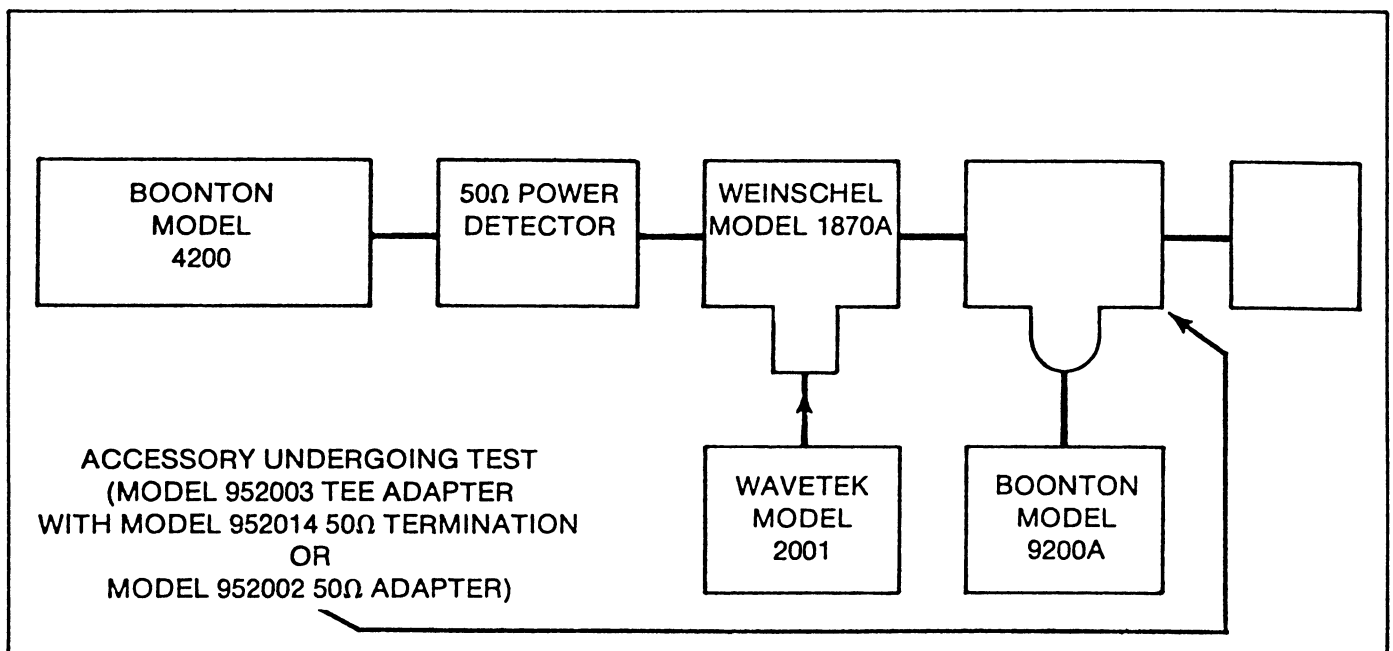 BOONTON
MODEL
4200
50Ω POWER
DETECTOR
WEINSCHEL
MODEL 1870A
ACCESSORY UNDERGOING TEST
(MODEL 952003 TEE ADAPTER
WITH MODEL 952014 50Ω TERMINATION
OR
MODEL 952002 50Ω ADAPTER)
WAVETEK
MODEL
2001
BOONTON
MODEL
9200A